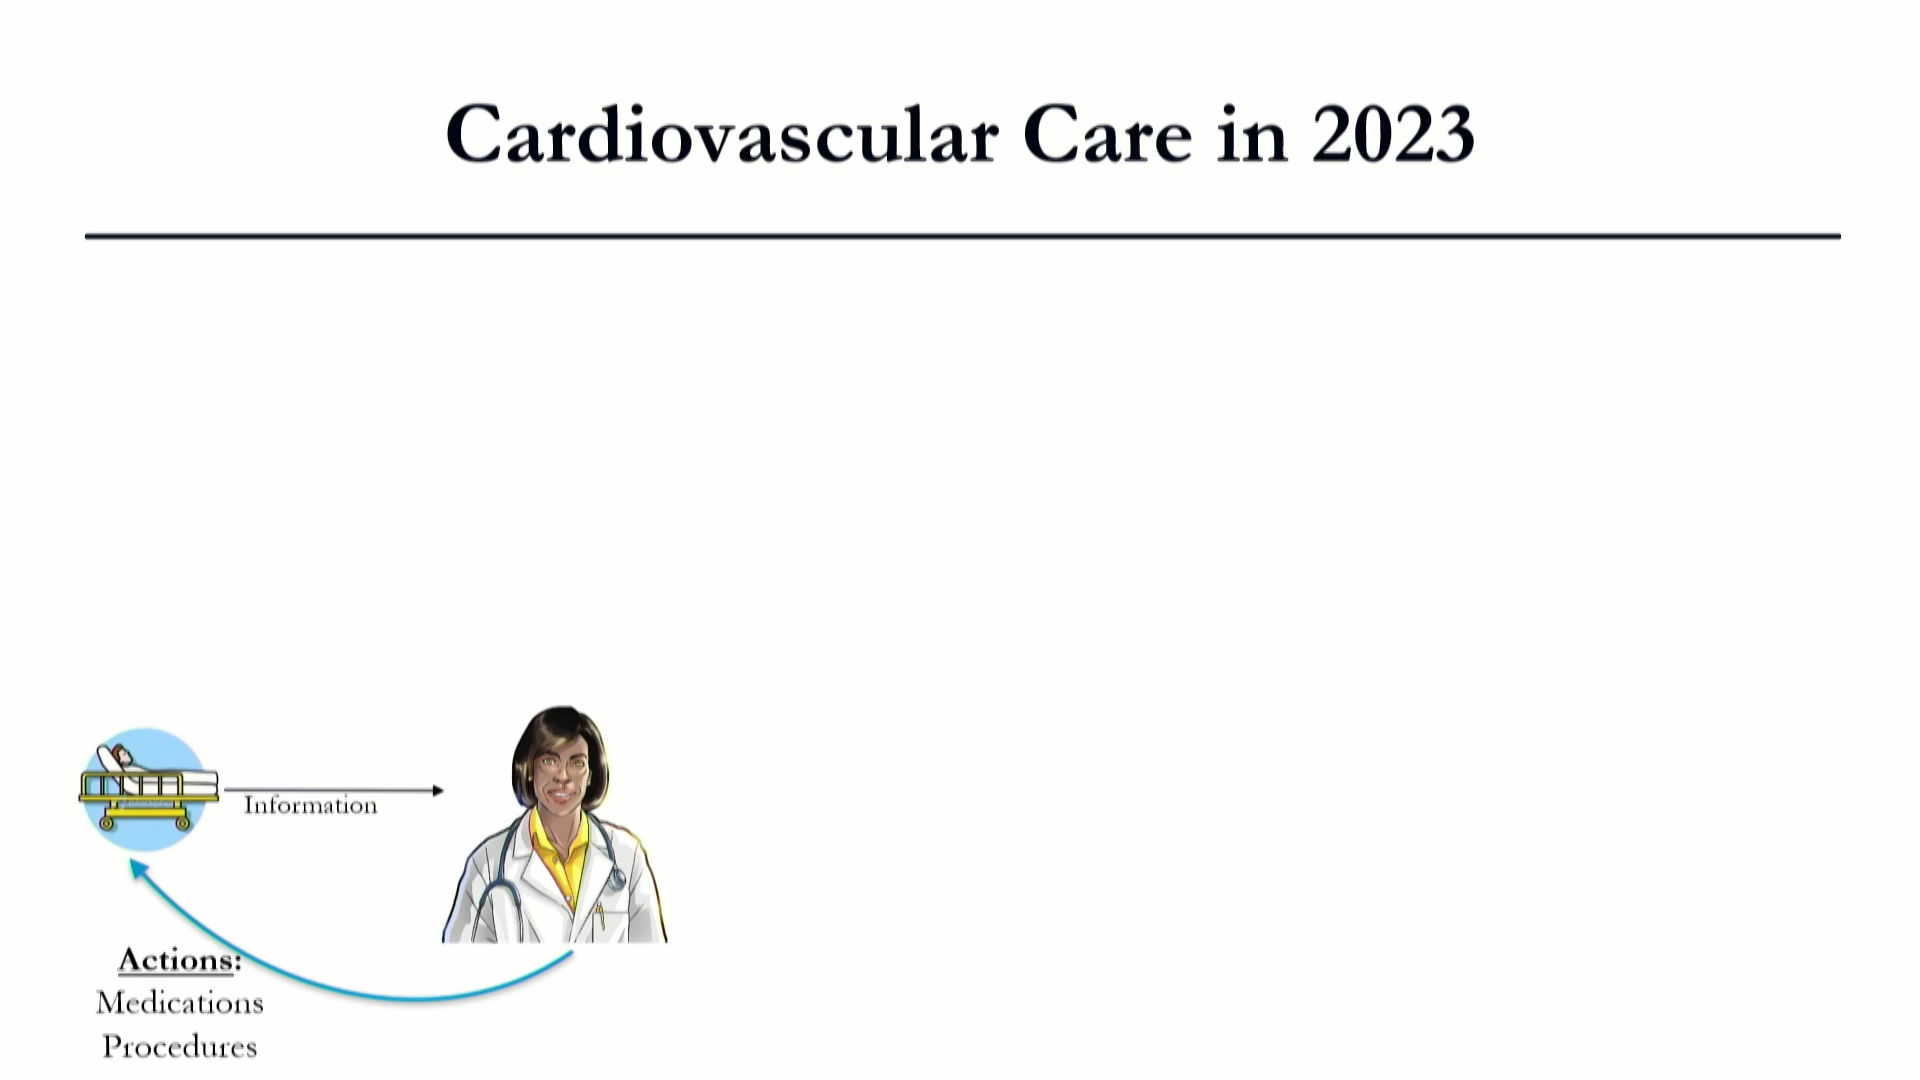 Cardiovascular Care in 2023
Information
Actions:
Medications
Procedures